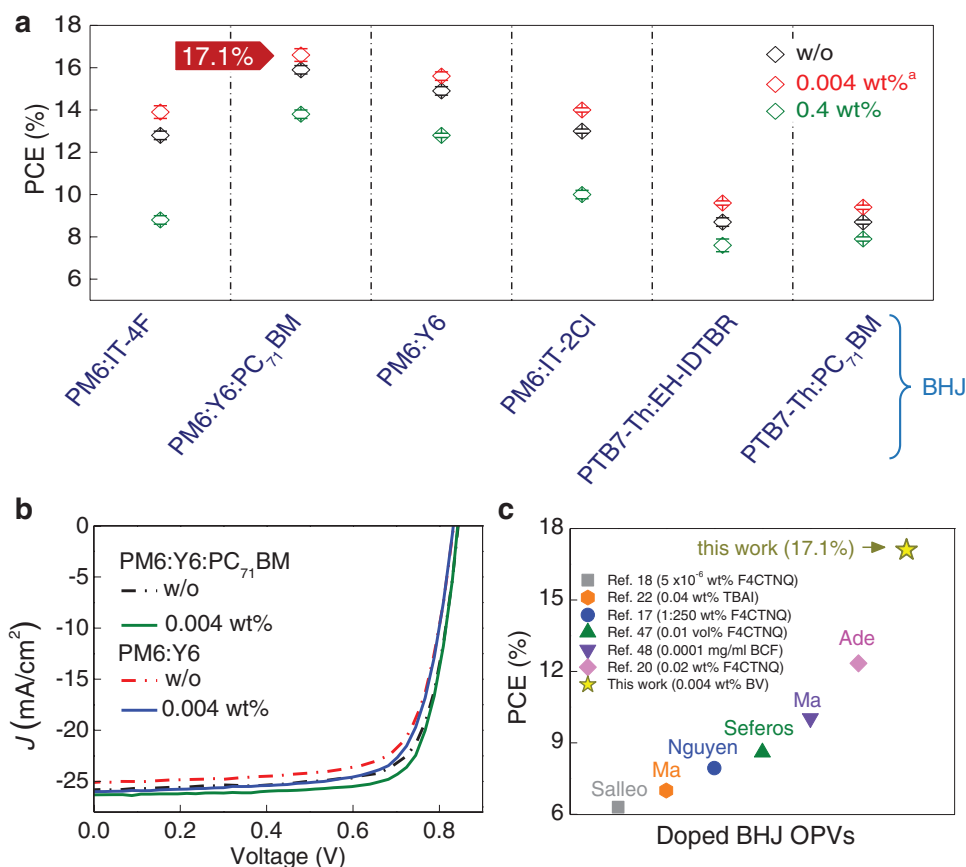 a
18
16
14
12
10
8
6
PCE (%)
17.1%
w/o
0.004 wt%ᵃ
0.4 wt%
PM6:IT-4F
PM6:Y6:PC₇₁BM
PM6:Y6
PM6:IT-2Cl
PTB7-Th:EH-IDTBR
PTB7-Th:PC₇₁BM
BHJ
b
0
-5
-10
-15
-20
-25
J (mA/cm²)
PM6:Y6:PC₇₁BM
w/o
0.004 wt%
PM6:Y6
w/o
0.004 wt%
0.0 0.2 0.4 0.6 0.8
Voltage (V)
c
18
15
12
9
6
PCE (%)
this work (17.1%)
Ref. 18 (5 x10⁻⁶ wt% F4CTNQ)
Ref. 22 (0.04 wt% TBAI)
Ref. 17 (1:250 wt% F4CTNQ)
Ref. 47 (0.01 vol% F4CTNQ)
Ref. 48 (0.0001 mg/ml BCF)
Ref. 20 (0.02 wt% F4CTNQ)
This work (0.004 wt% BV)
Ade
Ma
Seferos
Nguyen
Ma
Salleo
Doped BHJ OPVs